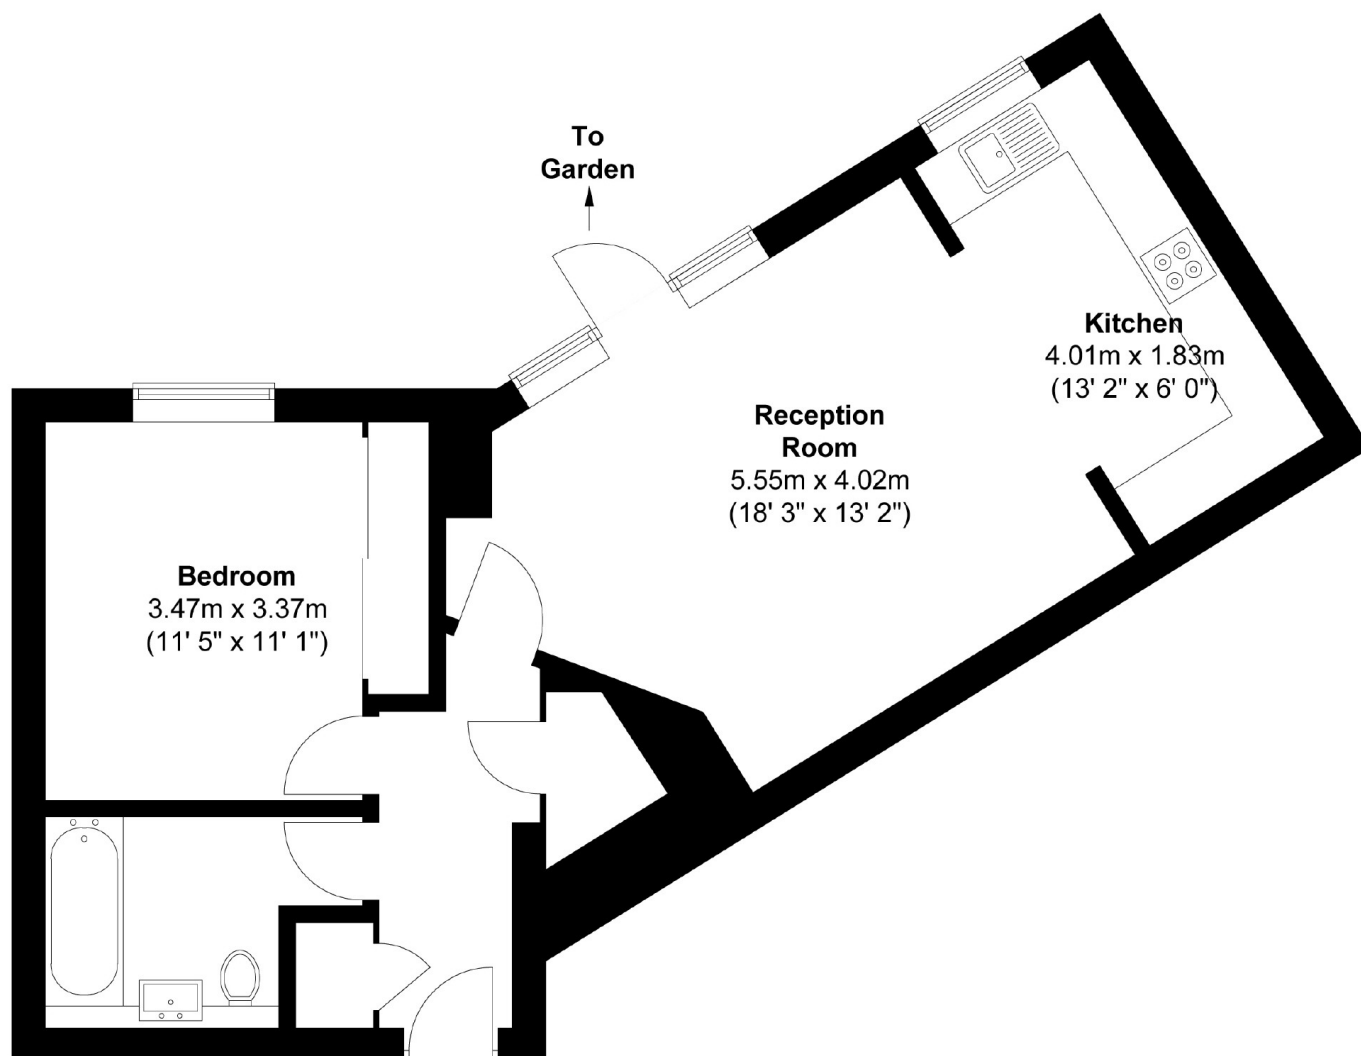 To
Garden
Kitchen
4.01m x 1.83m
(13' 2" x 6' 0")
Reception
Room
5.55m x 4.02m
(18' 3" x 13' 2")
Bedroom
3.47m x 3.37m
(11' 5" x 11' 1")